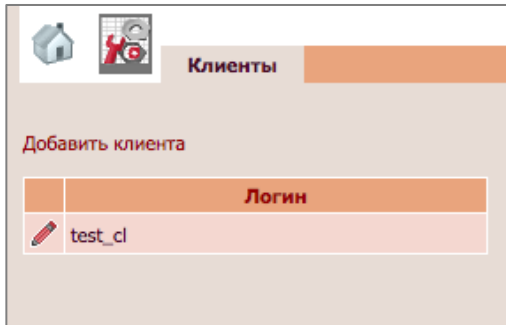 Клиенты
Добавить клиента
Логин
test_cl